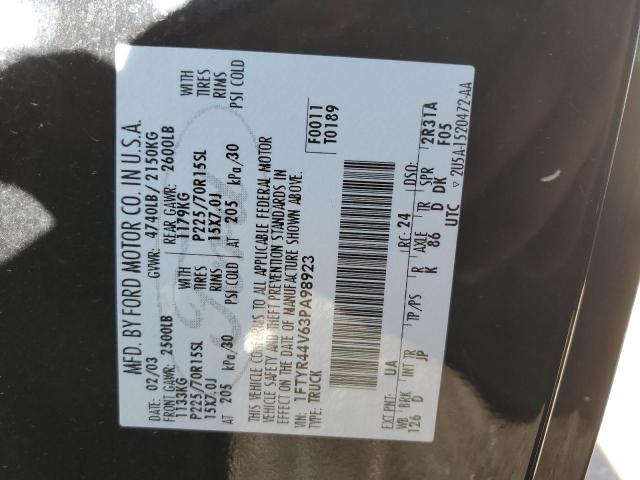 MFD. BY FORD MOTOR CO. IN U.S.A.
DATE: 02/03 GVWR: 4740LB/ 2150KG
FRONT GAWR: 2500LB REAR GAWR: 2600LB
1133KG 1179KG WITH
P225/70R15SL P225/70R15SL TIRES
15X7.0J 15X7.0J RIMS
AT 205 kPa/30 PSI COLD AT 205 kPa/30 PSI COLD
WITH
TIRES
RIMS
THIS VEHICLE CONFORMS TO ALL APPLICABLE FEDERAL MOTOR
VEHICLE SAFETY AND THEFT PREVENTION STANDARDS IN
EFFECT ON THE DATE OF MANUFACTURE SHOWN ABOVE.
VIN: 1FTYR44V63PA98923 F0011
TYPE: TRUCK T0189
EXT PNT: UA RC: 24 DSO:
WB BRK INT TR TP/PS R AXLE TR SPR 2R31A
126 D JP K 86 D DK F05
UTC ▽2U5A-1520472-AA